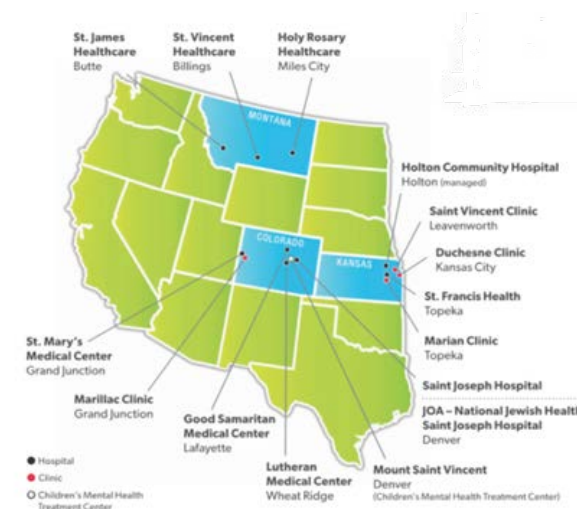 St. James
Healthcare
Butte
St. Vincent
Healthcare
Billings
Holy Rosary
Healthcare
Miles City
MONTANA
COLORADO
KANSAS
Holton Community Hospital
Holton (managed)
Saint Vincent Clinic
Leavenworth
Duchesne Clinic
Kansas City
St. Francis Health
Topeka
Marian Clinic
Topeka
Saint Joseph Hospital
JOA – National Jewish Health
Saint Joseph Hospital
Denver
St. Mary's
Medical Center
Grand Junction
Marillac Clinic
Grand Junction
Good Samaritan
Medical Center
Lafayette
Lutheran
Medical Center
Wheat Ridge
Mount Saint Vincent
Denver
(Children's Mental Health Treatment Center)
Hospital
Clinic
Children's Mental Health
Treatment Center